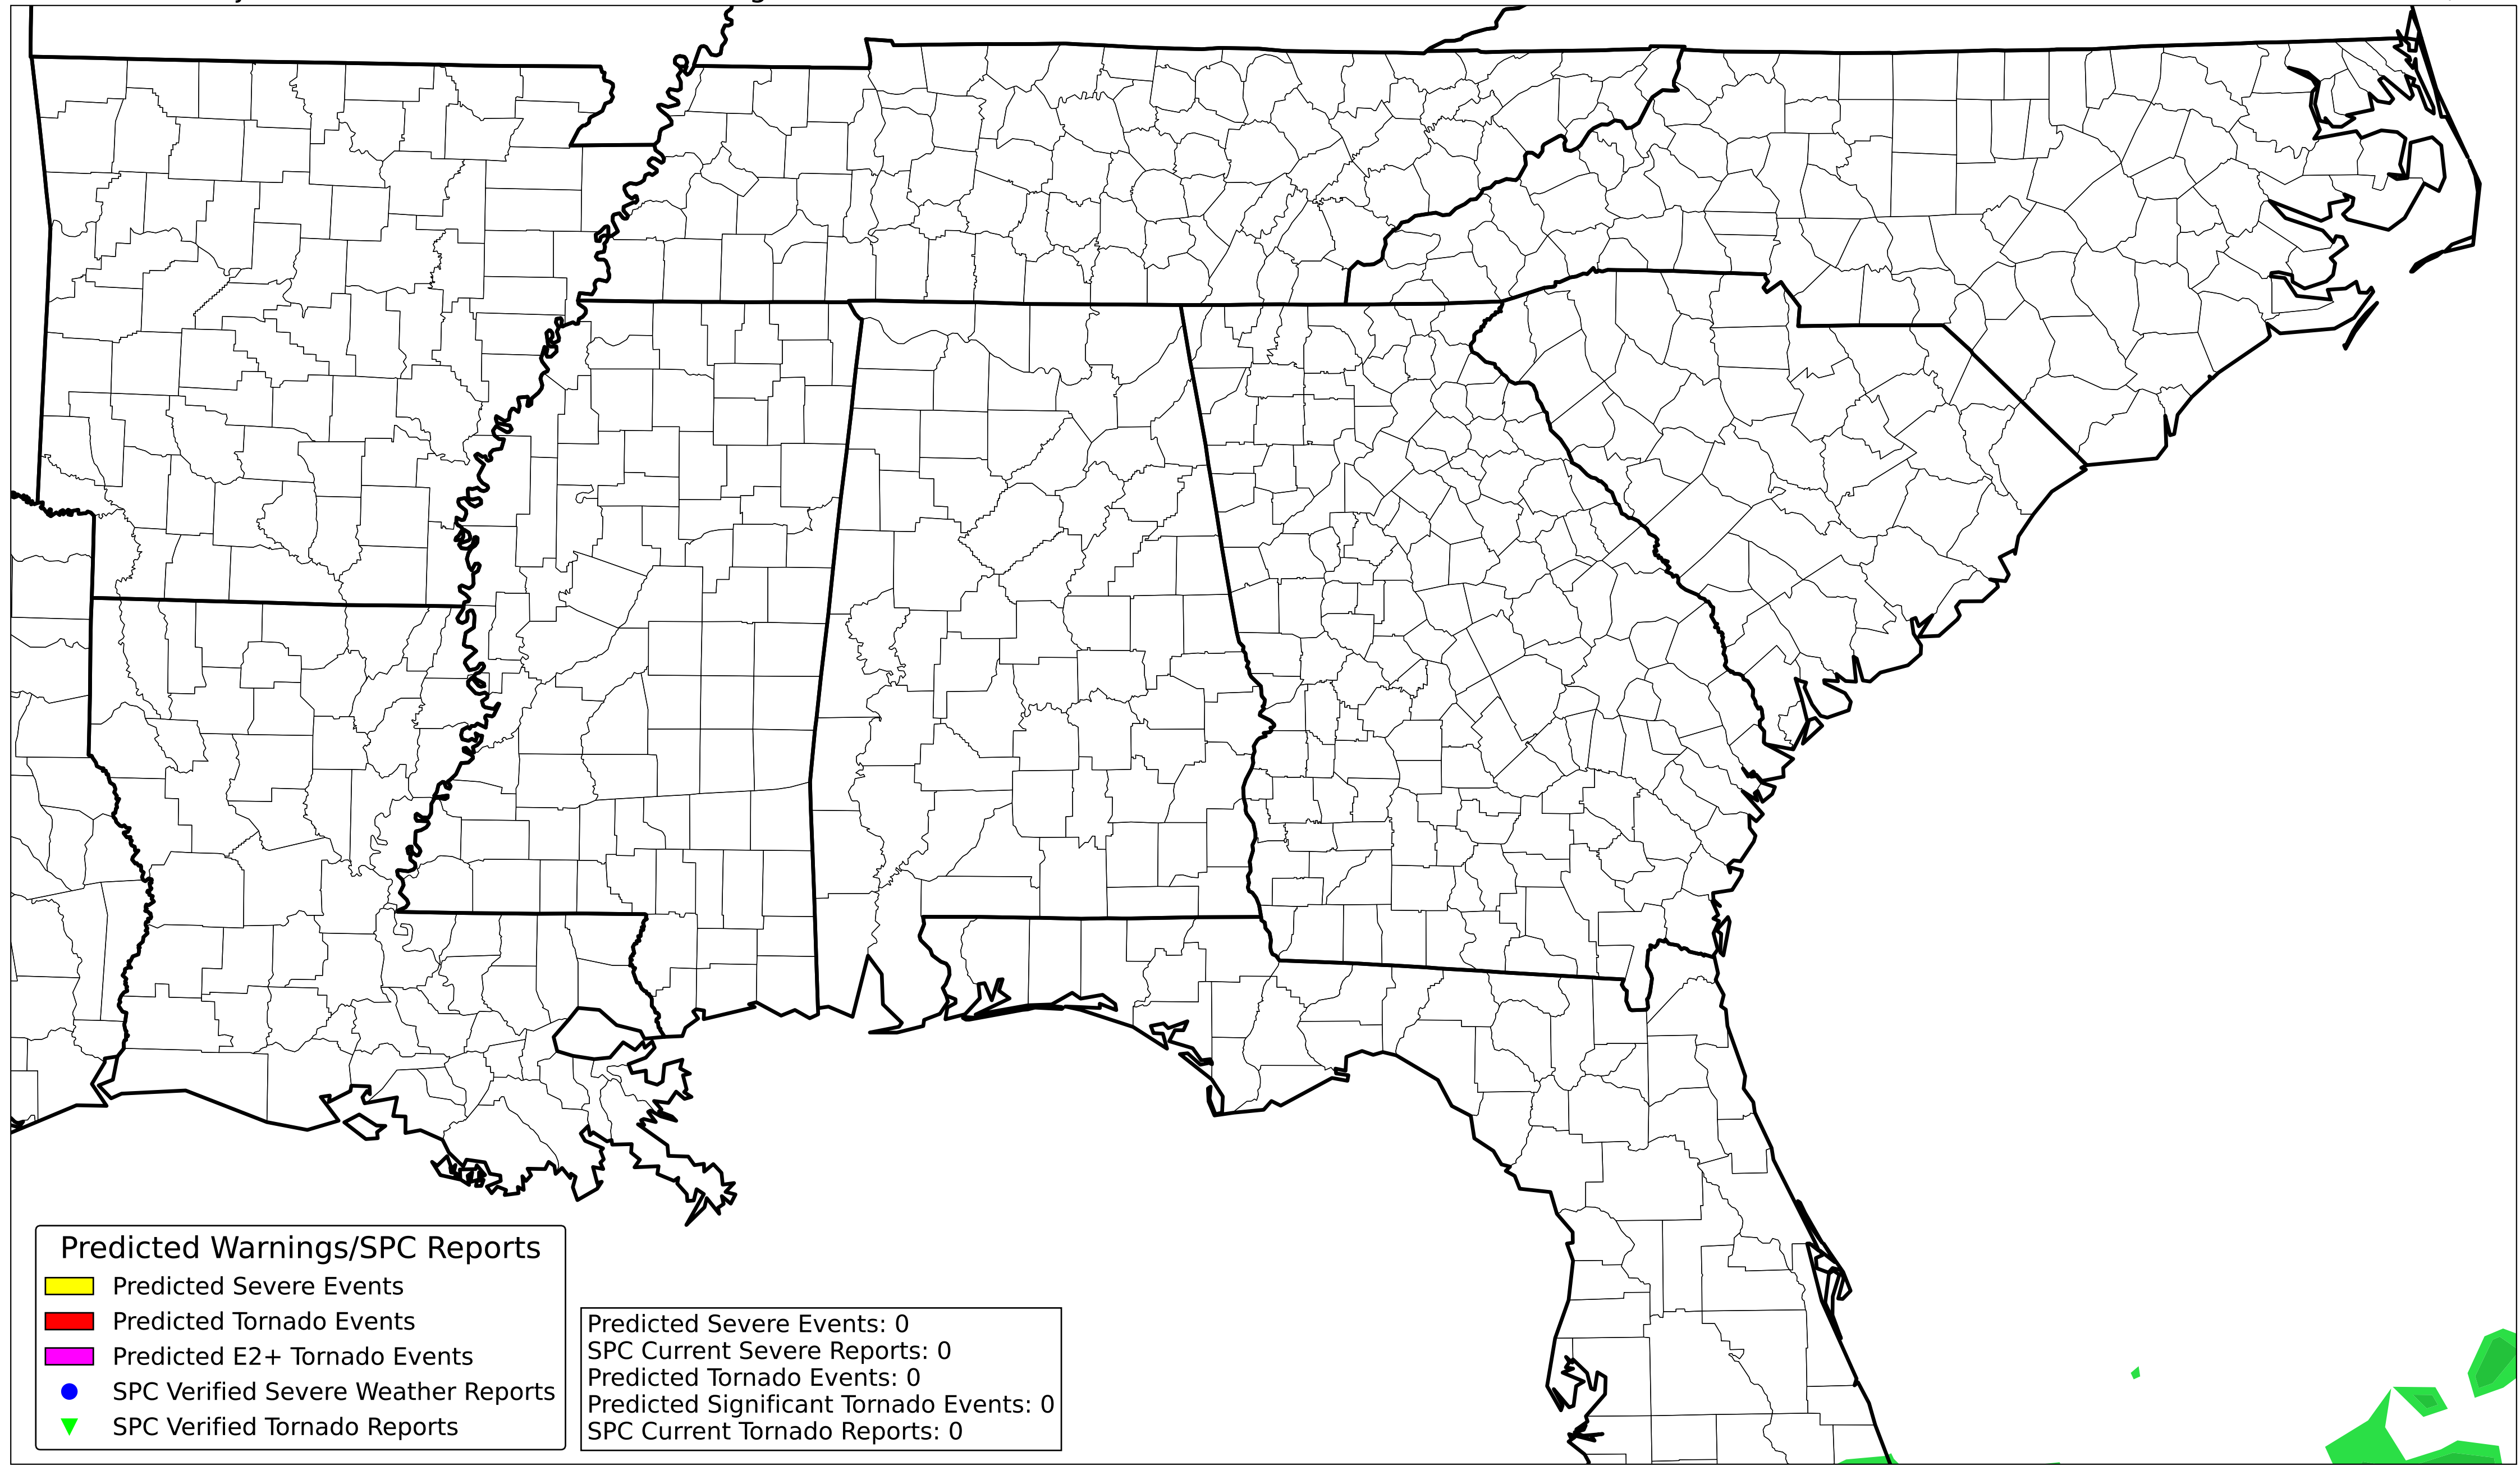 Predicted Warnings/SPC Reports
Predicted Severe Events
Predicted Tornado Events
Predicted E2+ Tornado Events
SPC Verified Severe Weather Reports
SPC Verified Tornado Reports
Predicted Severe Events: 0
SPC Current Severe Reports: 0
Predicted Tornado Events: 0
Predicted Significant Tornado Events: 0
SPC Current Tornado Reports: 0